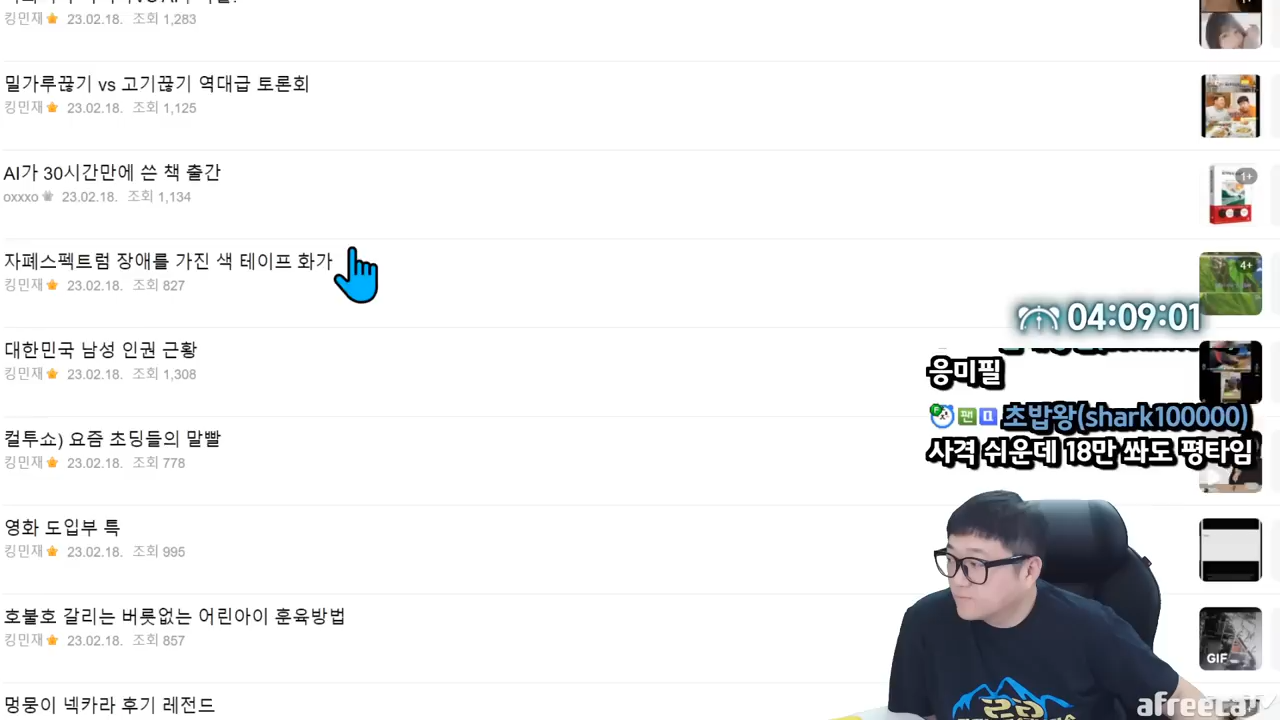 킹민재 23.02.18. 조회 1,283
밀가루끊기 vs 고기끊기 역대급 토론회
킹민재 23.02.18. 조회 1,125
AI가 30시간만에 쓴 책 출간
oxxxo 23.02.18. 조회 1,134
1+
자폐스펙트럼 장애를 가진 색 테이프 화가
킹민재 23.02.18. 조회 827
4+
04:09:01
대한민국 남성 인권 근황
킹민재 23.02.18. 조회 1,308
응미필
팬 초밥왕(shark100000)
사격 쉬운데 18만 쏴도 평타임
컬투쇼) 요즘 초딩들의 말빨
킹민재 23.02.18. 조회 778
영화 도입부 특
킹민재 23.02.18. 조회 995
호불호 갈리는 버릇없는 어린아이 훈육방법
킹민재 23.02.18. 조회 857
GIF
멍뭉이 넥카라 후기 레전드
afreecaTV